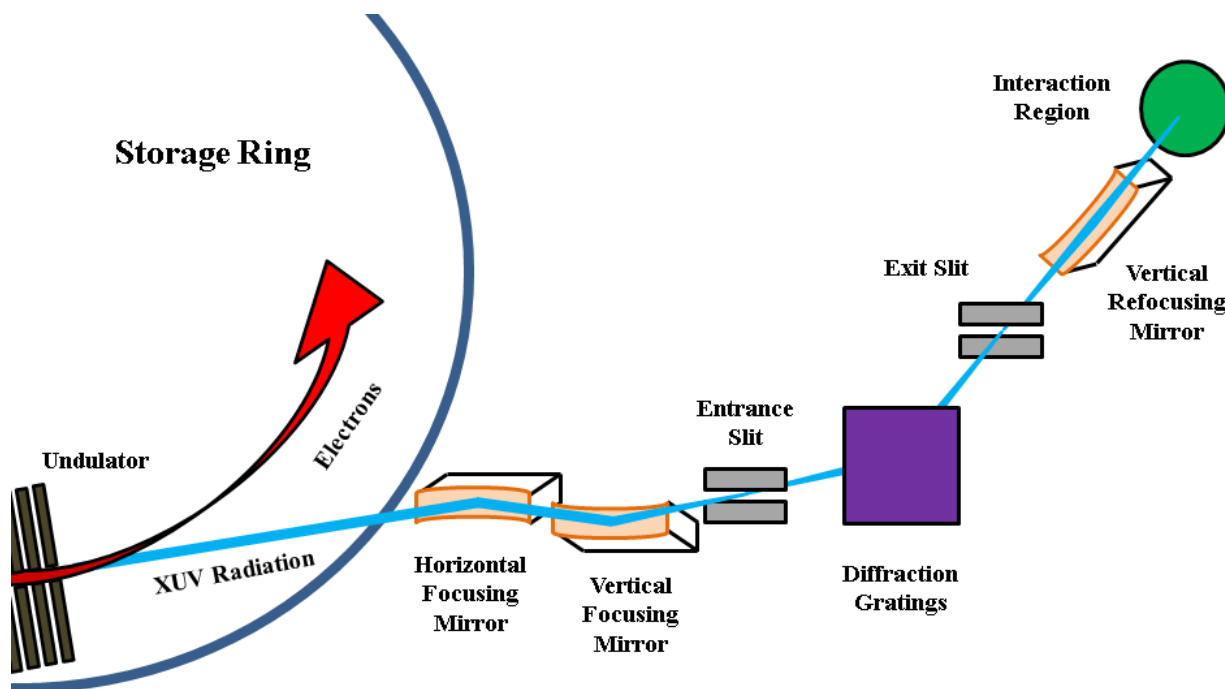 Storage Ring
Interaction
Region
Exit Slit
Vertical
Refocusing
Mirror
Entrance
Slit
Electrons
Undulator
XUV Radiation
Horizontal
Focusing
Mirror
Vertical
Focusing
Mirror
Diffraction
Gratings